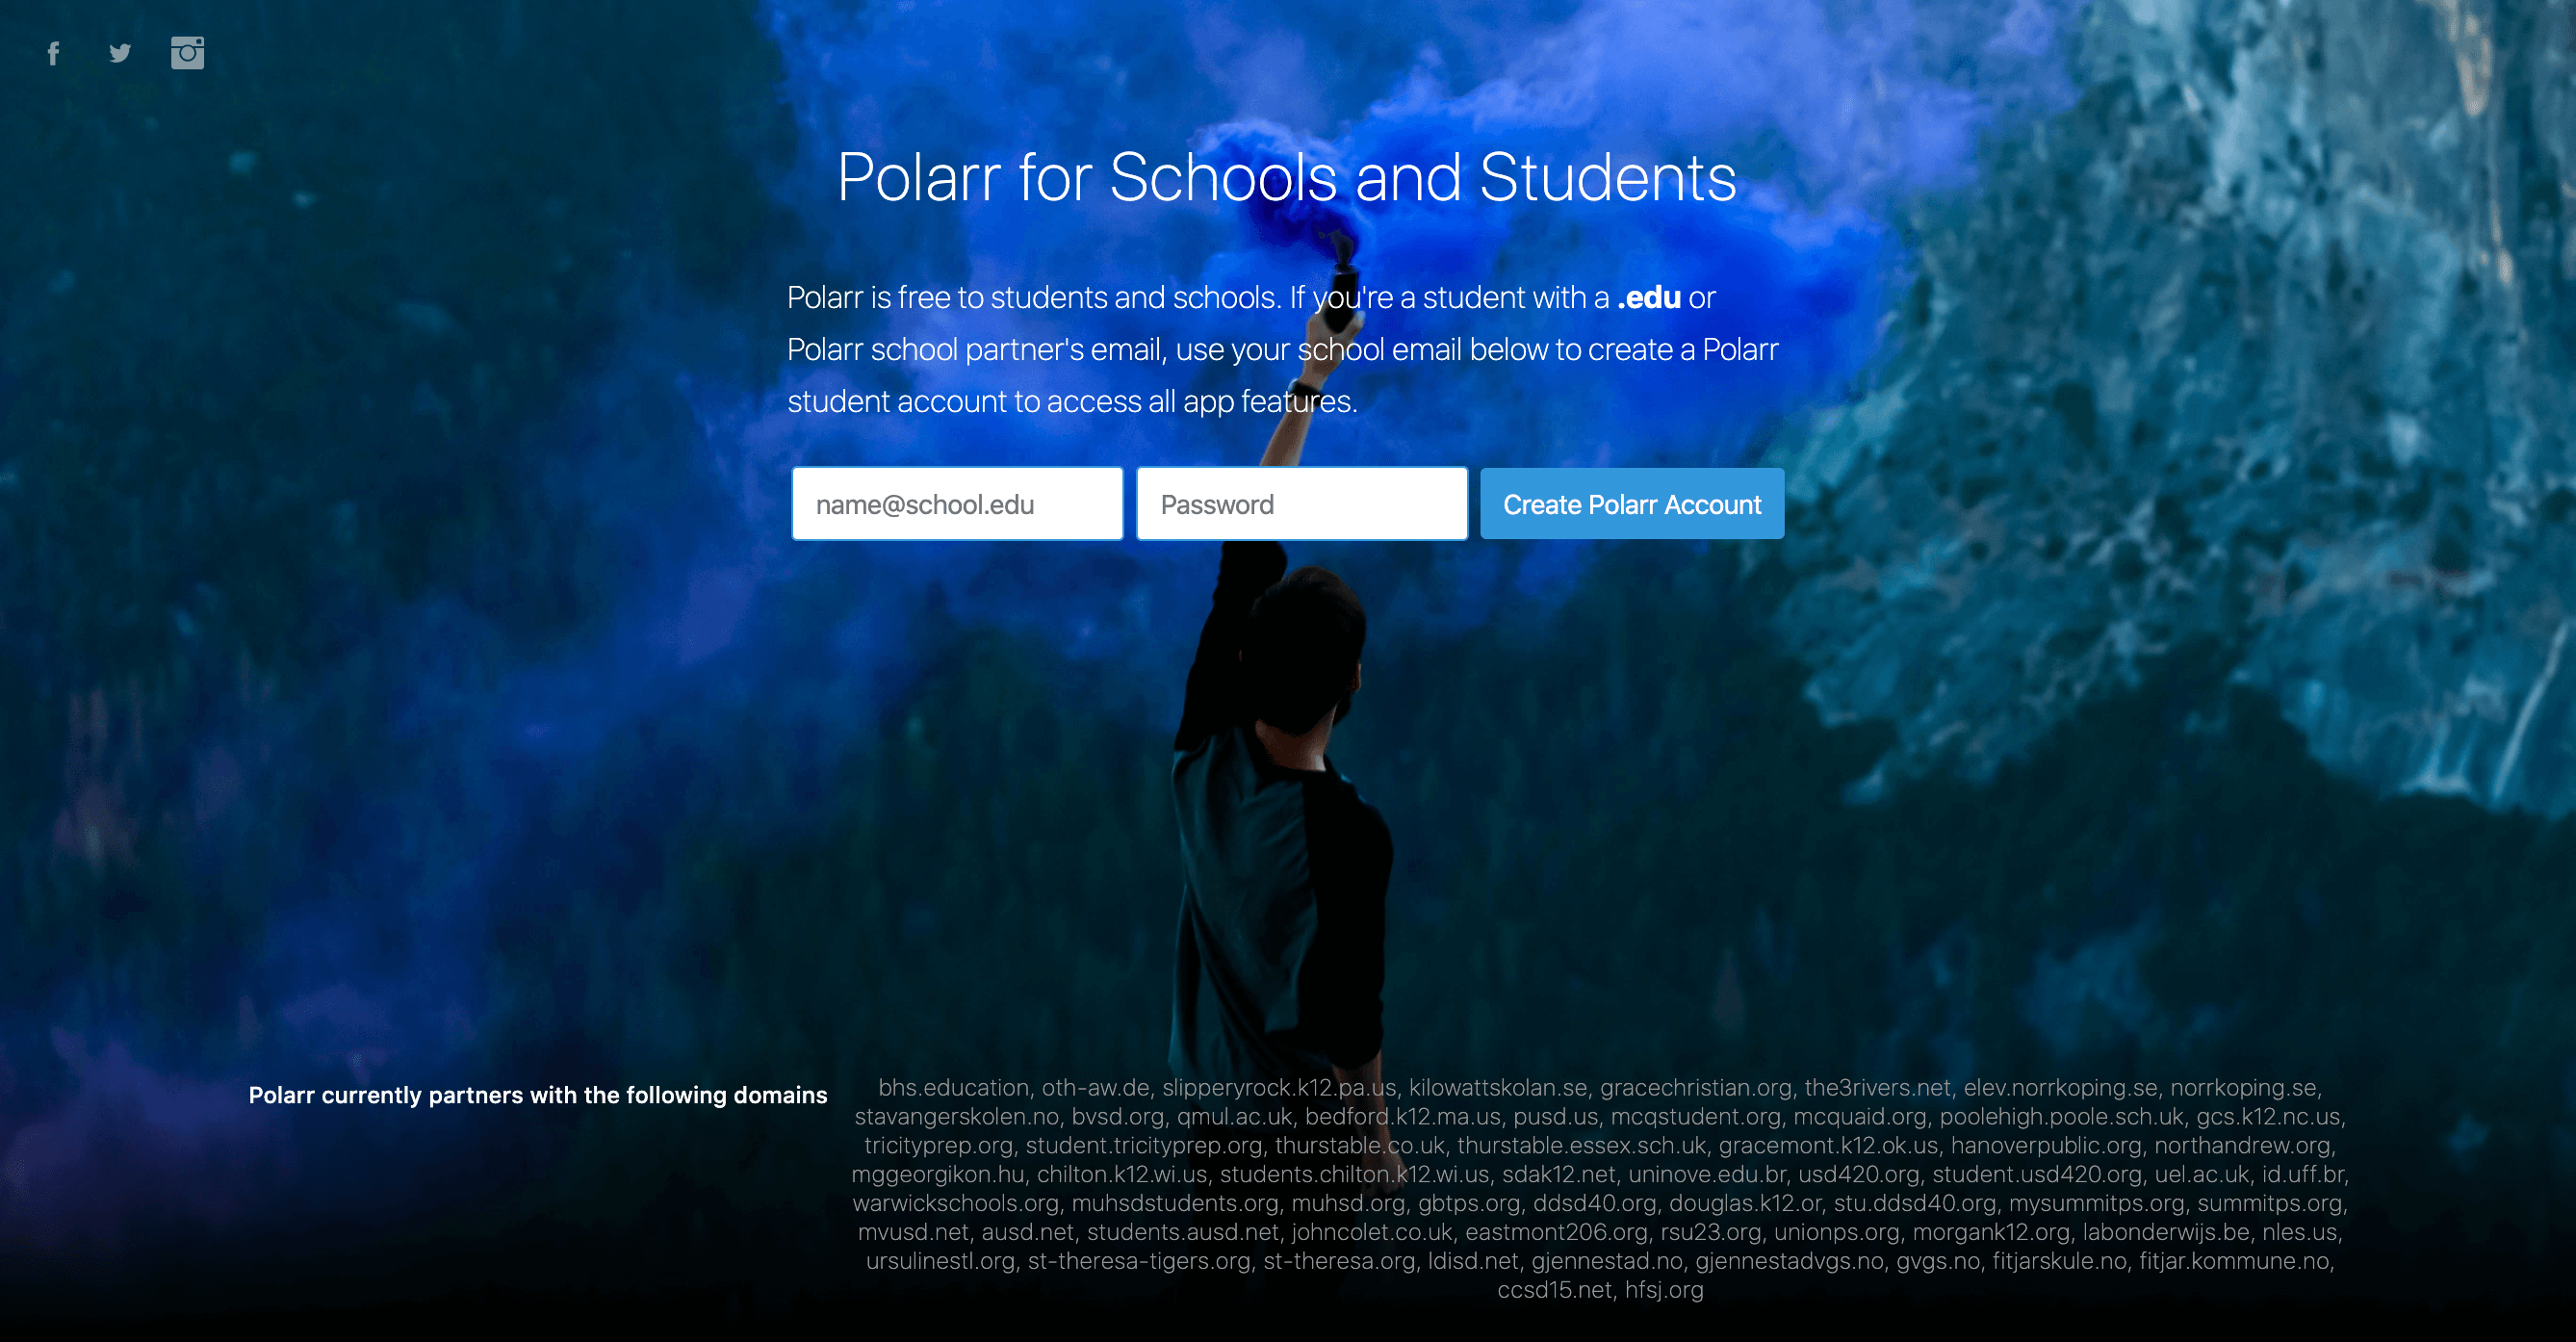 Polarr for Schools and Students
Polarr is free to students and schools. If you're a student with a .edu or
Polarr school partner's email, use your school email below to create a Polarr
student account to access all app features.
name@school.edu
Password
Create Polarr Account
Polarr currently partners with the following domains
bhs.education, oth-aw.de, slipperyrock.k12.pa.us, kilowattskolan.se, gracechristian.org, the3rivers.net, elev.norrkoping.se, norrkoping.se,
stavangerskolen.no, bvsd.org, qmul.ac.uk, bedford.k12.ma.us, pusd.us, mcqstudent.org, mcquaid.org, poolehigh.poole.sch.uk, gcs.k12.nc.us,
tricityprep.org, student.tricityprep.org, thurstable.co.uk, thurstable.essex.sch.uk, gracemont.k12.ok.us, hanoverpublic.org, northandrew.org,
mggeorgikon.hu, chilton.k12.wi.us, students.chilton.k12.wi.us, sdak12.net, uninove.edu.br, usd420.org, student.usd420.org, uel.ac.uk, id.uff.br,
warwickschools.org, muhsdstudents.org, muhsd.org, gbtps.org, ddsd40.org, douglas.k12.or, stu.ddsd40.org, mysummitps.org, summitps.org,
mvusd.net, ausd.net, students.ausd.net, johncolet.co.uk, eastmont206.org, rsu23.org, unionps.org, morgank12.org, labonderwijs.be, nles.us,
ursulinestl.org, st-theresa-tigers.org, st-theresa.org, ldisd.net, gjennestad.no, gjennestadvgs.no, gvgs.no, fitjarskule.no, fitjar.kommune.no,
ccsd15.net, hfsj.org